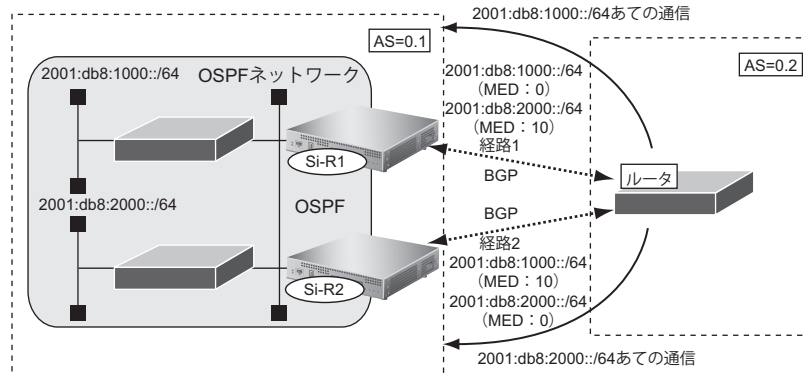 2001:db8:1000::/64あての通信
AS=0.1
AS=0.2
2001:db8:1000::/64
OSPFネットワーク
2001:db8:1000::/64
（MED：0）
2001:db8:2000::/64
（MED：10）
経路1
Si-R1
BGP
ルータ
2001:db8:2000::/64
OSPF
BGP
経路2
2001:db8:1000::/64
（MED：10）
2001:db8:2000::/64
（MED：0）
Si-R2
2001:db8:2000::/64あての通信